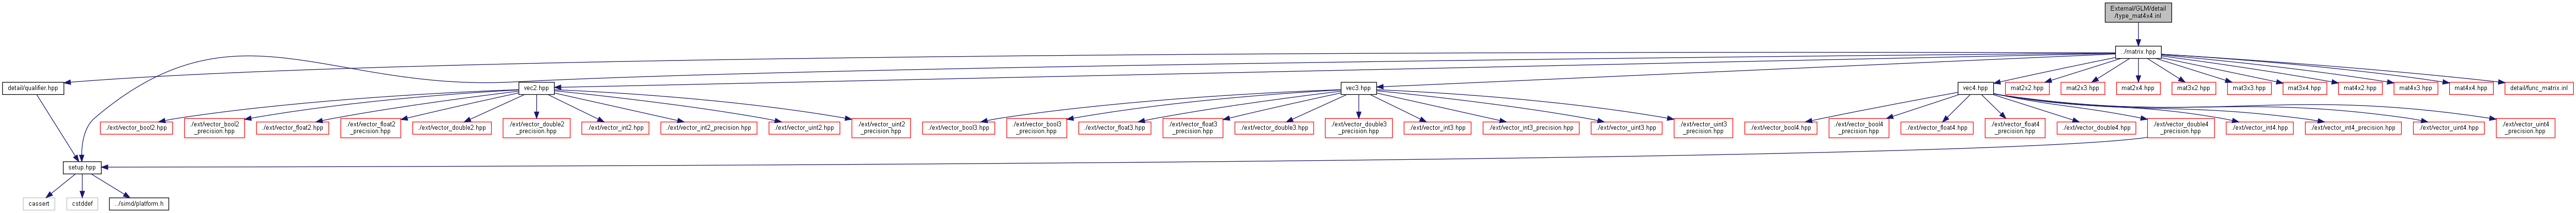 External/GLM/detail
/type_mat4x4.inl
../matrix.hpp
detail/qualifier.hpp
vec2.hpp
vec3.hpp
vec4.hpp
mat2x2.hpp
mat2x3.hpp
mat2x4.hpp
mat3x2.hpp
mat3x3.hpp
mat3x4.hpp
mat4x2.hpp
mat4x3.hpp
mat4x4.hpp
detail/func_matrix.inl
./ext/vector_bool2.hpp
./ext/vector_bool2
_precision.hpp
./ext/vector_float2.hpp
./ext/vector_float2
_precision.hpp
./ext/vector_double2.hpp
./ext/vector_double2
_precision.hpp
./ext/vector_int2.hpp
./ext/vector_int2_precision.hpp
./ext/vector_uint2.hpp
./ext/vector_uint2
_precision.hpp
./ext/vector_bool3.hpp
./ext/vector_bool3
_precision.hpp
./ext/vector_float3.hpp
./ext/vector_float3
_precision.hpp
./ext/vector_double3.hpp
./ext/vector_double3
_precision.hpp
./ext/vector_int3.hpp
./ext/vector_int3_precision.hpp
./ext/vector_uint3.hpp
./ext/vector_uint3
_precision.hpp
./ext/vector_bool4.hpp
./ext/vector_bool4
_precision.hpp
./ext/vector_float4.hpp
./ext/vector_float4
_precision.hpp
./ext/vector_double4.hpp
./ext/vector_double4
_precision.hpp
./ext/vector_int4.hpp
./ext/vector_int4_precision.hpp
./ext/vector_uint4.hpp
./ext/vector_uint4
_precision.hpp
setup.hpp
cassert
cstddef
../simd/platform.h